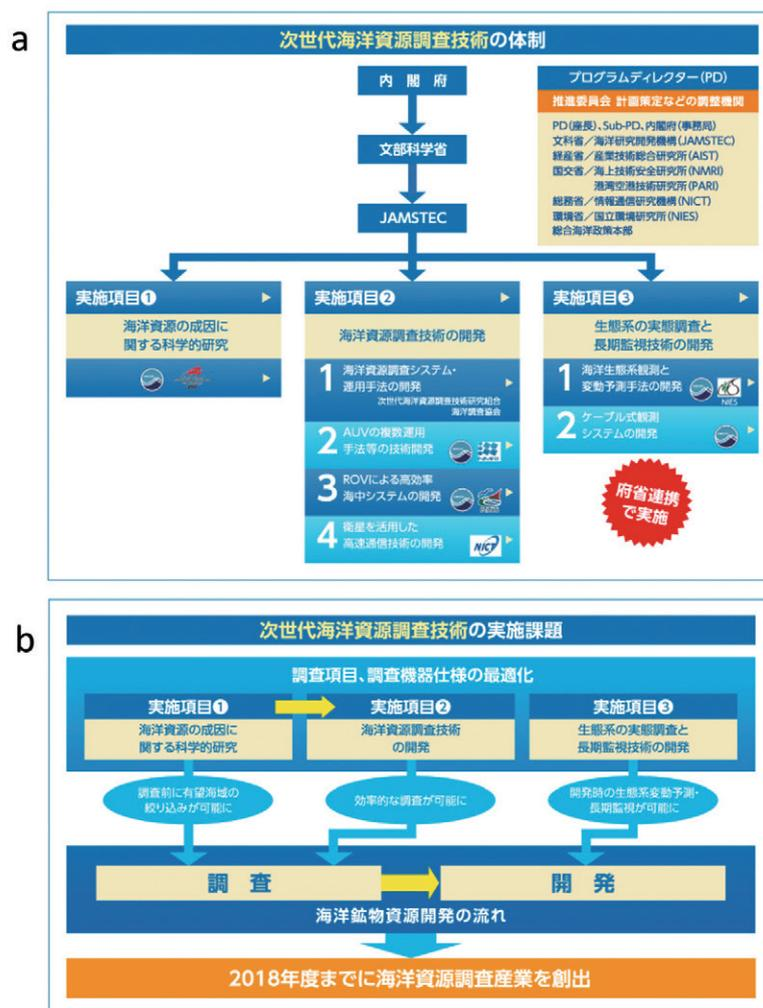 a
次世代海洋資源調査技術の体制
内閣府
文部科学省
JAMSTEC
プログラムディレクター(PD)
推進委員会 計画策定などの調整機関
PD(座長)、Sub-PD、内閣府(事務局)
文科省/海洋研究開発機構(JAMSTEC)
経産省/産業技術総合研究所(AIST)
国交省/海上技術安全研究所(NMRI)
港湾空港技術研究所(PARI)
総務省/情報通信研究機構(NICT)
環境省/国立環境研究所(NIES)
総合海洋政策本部
実施項目❶
海洋資源の成因に
関する科学的研究
実施項目❷
海洋資源調査技術の開発
1 海洋資源調査システム・
運用手法の開発
次世代海洋資源調査技術研究組合
海洋調査協会
2 AUVの複数運用
手法等の技術開発
3 ROVによる高効率
海中システムの開発
4 衛星を活用した
高速通信技術の開発
NICT
実施項目❸
生態系の実態調査と
長期監視技術の開発
1 海洋生態系観測と
変動予測手法の開発
NIES
2 ケーブル式観測
システムの開発
府省連携
で実施
b
次世代海洋資源調査技術の実施課題
調査項目、調査機器仕様の最適化
実施項目❶
海洋資源の成因に
関する科学的研究
実施項目❷
海洋資源調査技術
の開発
実施項目❸
生態系の実態調査と
長期監視技術の開発
調査前に有望海域の
絞り込みが可能に
効率的な調査が可能に
開発時の生態系変動予測・
長期監視が可能に
調査
開発
海洋鉱物資源開発の流れ
2018年度までに海洋資源調査産業を創出